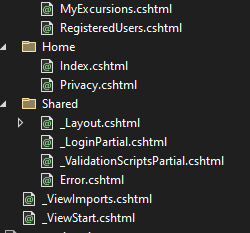 MyExcursions.cshtml
RegisteredUsers.cshtml
Home
Index.cshtml
Privacy.cshtml
Shared
_Layout.cshtml
_LoginPartial.cshtml
_ValidationScriptsPartial.cshtml
Error.cshtml
_ViewImports.cshtml
_ViewStart.cshtml